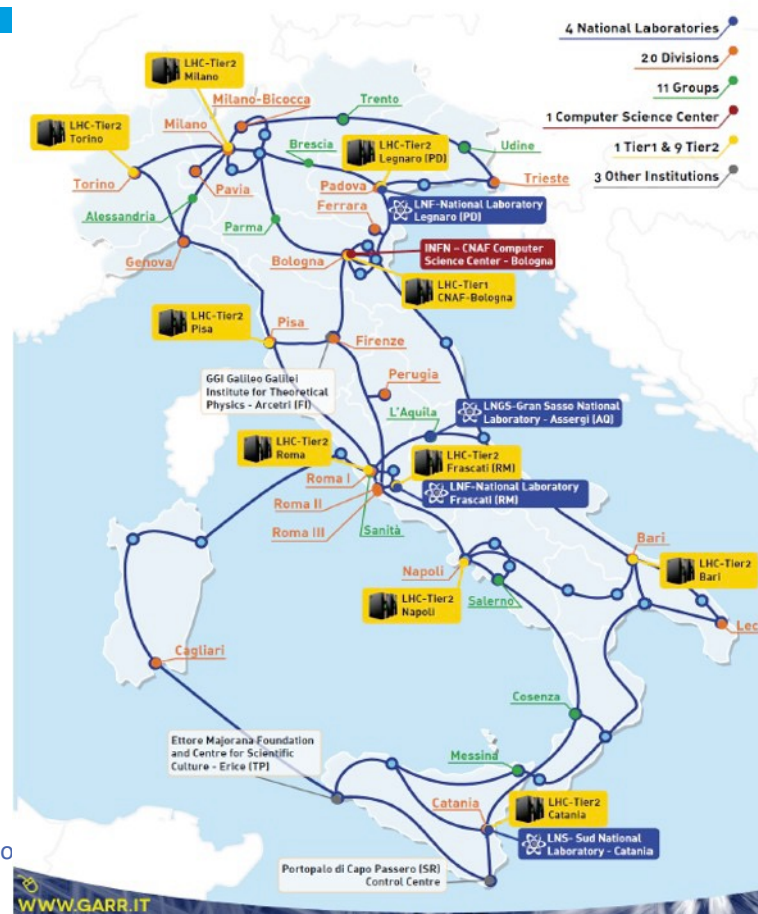 4 National Laboratories
20 Divisions
11 Groups
1 Computer Science Center
1 Tier1 & 9 Tier2
3 Other Institutions
LHC-Tier2
Milano
Milano-Bicocca
Trento
LHC-Tier2
Torino
Milano
Brescia
LHC-Tier2
Legnaro (PD)
Udine
Torino
Pavia
Padova
Trieste
Alessandria
Parma
Ferrara
LNF-National Laboratory
Legnaro (PD)
Genova
Bologna
INFN - CNAF Computer
Science Center - Bologna
LHC-Tier1
CNAF-Bologna
LHC-Tier2
Pisa
Pisa
Firenze
GGI Galileo Galilei
Institute for Theoretical
Physics - Arcetri (FI)
Perugia
L'Aquila
LNGS-Gran Sasso National
Laboratory - Assergi (AQ)
LHC-Tier2
Roma
Roma I
LHC-Tier2
Frascati (RM)
LNF-National Laboratory
Frascati (RM)
Roma II
Roma III
Sanità
Bari
LHC-Tier2
Bari
Napoli
LHC-Tier2
Napoli
Salerno
Lec
Cagliari
Cosenza
Ettore Majorana Foundation
and Centre for Scientific
Culture - Erice (TP)
Messina
Catania
LHC-Tier2
Catania
LNS- Sud National
Laboratory - Catania
Portopalo di Capo Passero (SR)
Control Centre
o
WWW.GARR.IT